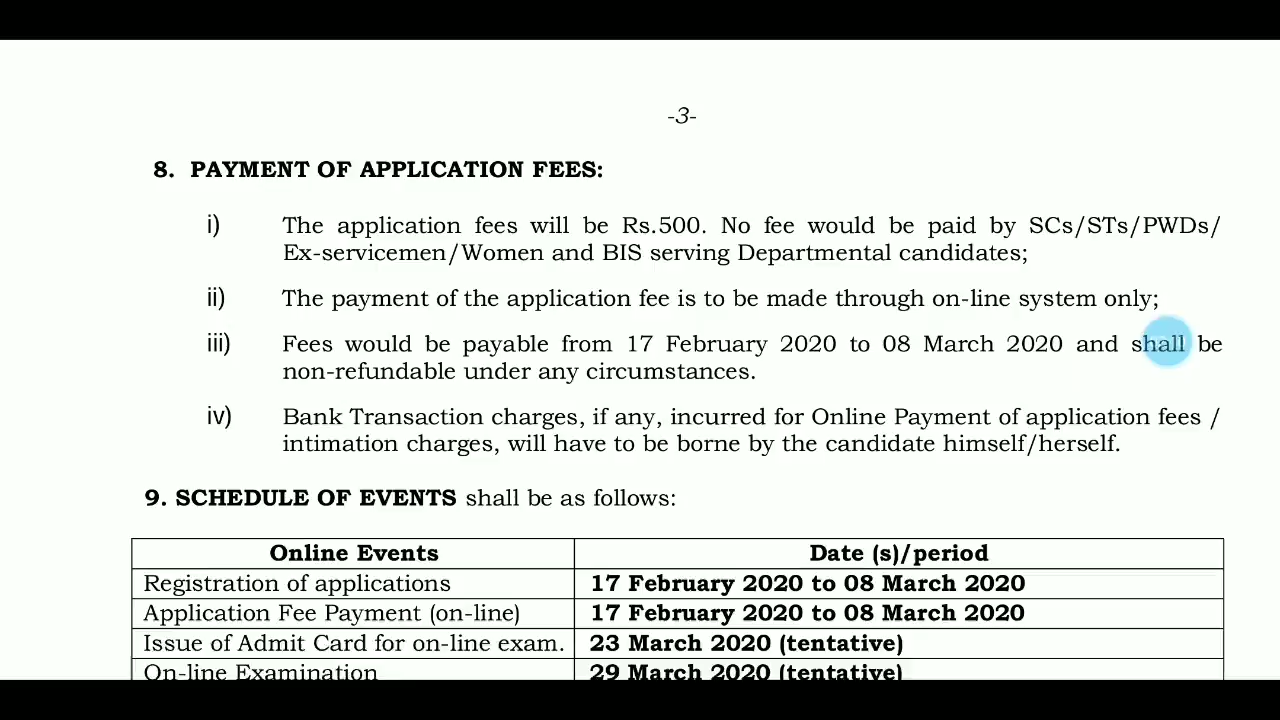 -3-
8. PAYMENT OF APPLICATION FEES:
i) The application fees will be Rs.500. No fee would be paid by SCs/STs/PWDs/
Ex-servicemen/Women and BIS serving Departmental candidates;
ii) The payment of the application fee is to be made through on-line system only;
iii) Fees would be payable from 17 February 2020 to 08 March 2020 and shall be
non-refundable under any circumstances.
iv) Bank Transaction charges, if any, incurred for Online Payment of application fees /
intimation charges, will have to be borne by the candidate himself/herself.
9. SCHEDULE OF EVENTS shall be as follows:
Online Events Date (s)/period
Registration of applications 17 February 2020 to 08 March 2020
Application Fee Payment (on-line) 17 February 2020 to 08 March 2020
Issue of Admit Card for on-line exam. 23 March 2020 (tentative)
On-line Examination 29 March 2020 (tentative)